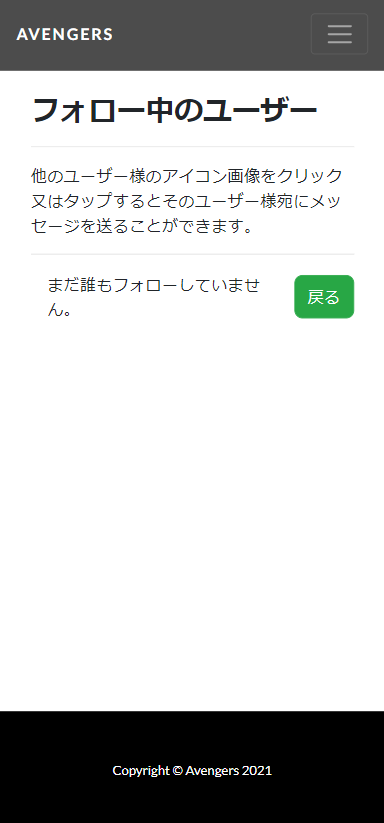 AVENGERS
フォロー中のユーザー
他のユーザー様のアイコン画像をクリック
又はタップするとそのユーザー様宛にメッ
セージを送ることができます。
まだ誰もフォローしていませ
ん。
戻る
Copyright © Avengers 2021